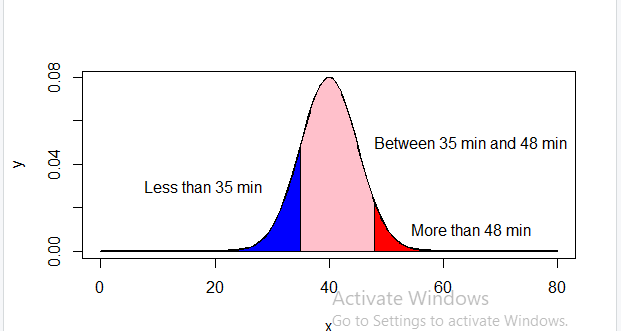 0.08
Between 35 min and 48 min
y
0.04
Less than 35 min
More than 48 min
0.00
0 20 40 60 80
Activate Windows
x
Go to Settings to activate Windows.